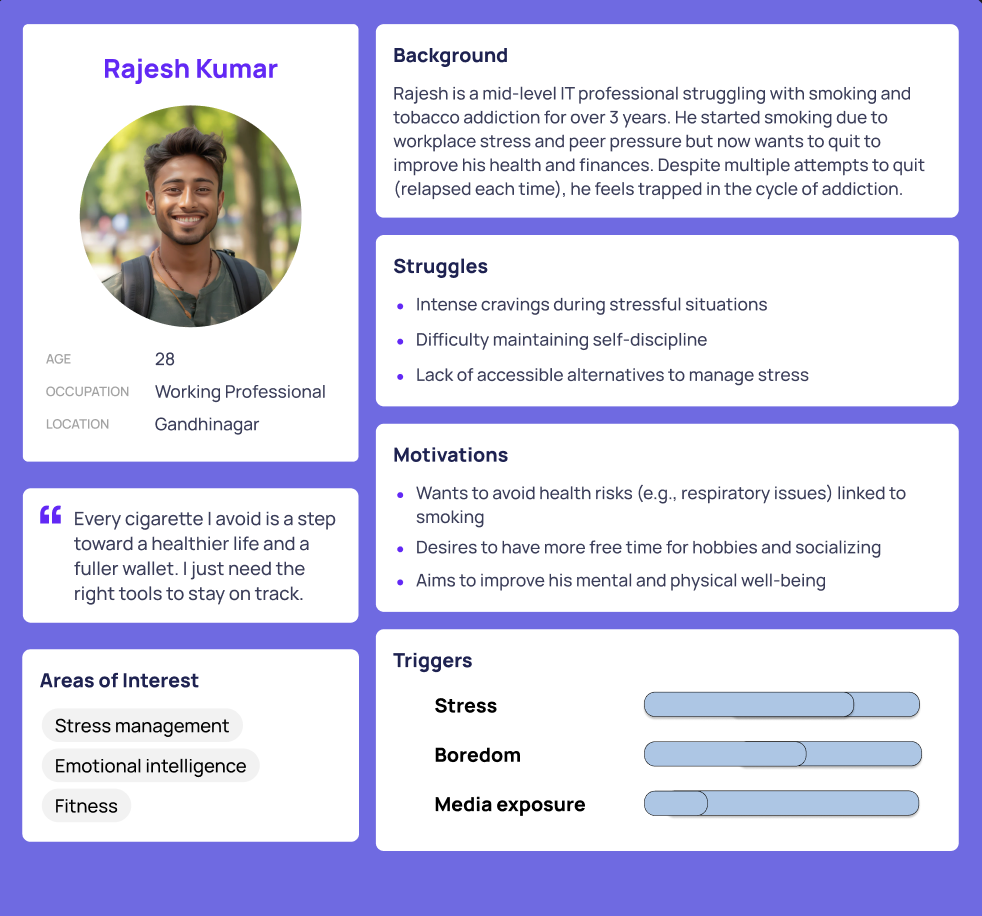 Rajesh Kumar
AGE 28
OCCUPATION Working Professional
LOCATION Gandhinagar
Every cigarette I avoid is a step
toward a healthier life and a
fuller wallet. I just need the
right tools to stay on track.
Areas of Interest
Stress management
Emotional intelligence
Fitness
Background
Rajesh is a mid-level IT professional struggling with smoking and
tobacco addiction for over 3 years. He started smoking due to
workplace stress and peer pressure but now wants to quit to
improve his health and finances. Despite multiple attempts to quit
(relapsed each time), he feels trapped in the cycle of addiction.
Struggles
• Intense cravings during stressful situations
• Difficulty maintaining self-discipline
• Lack of accessible alternatives to manage stress
Motivations
• Wants to avoid health risks (e.g., respiratory issues) linked to
smoking
• Desires to have more free time for hobbies and socializing
• Aims to improve his mental and physical well-being
Triggers
Stress
Boredom
Media exposure